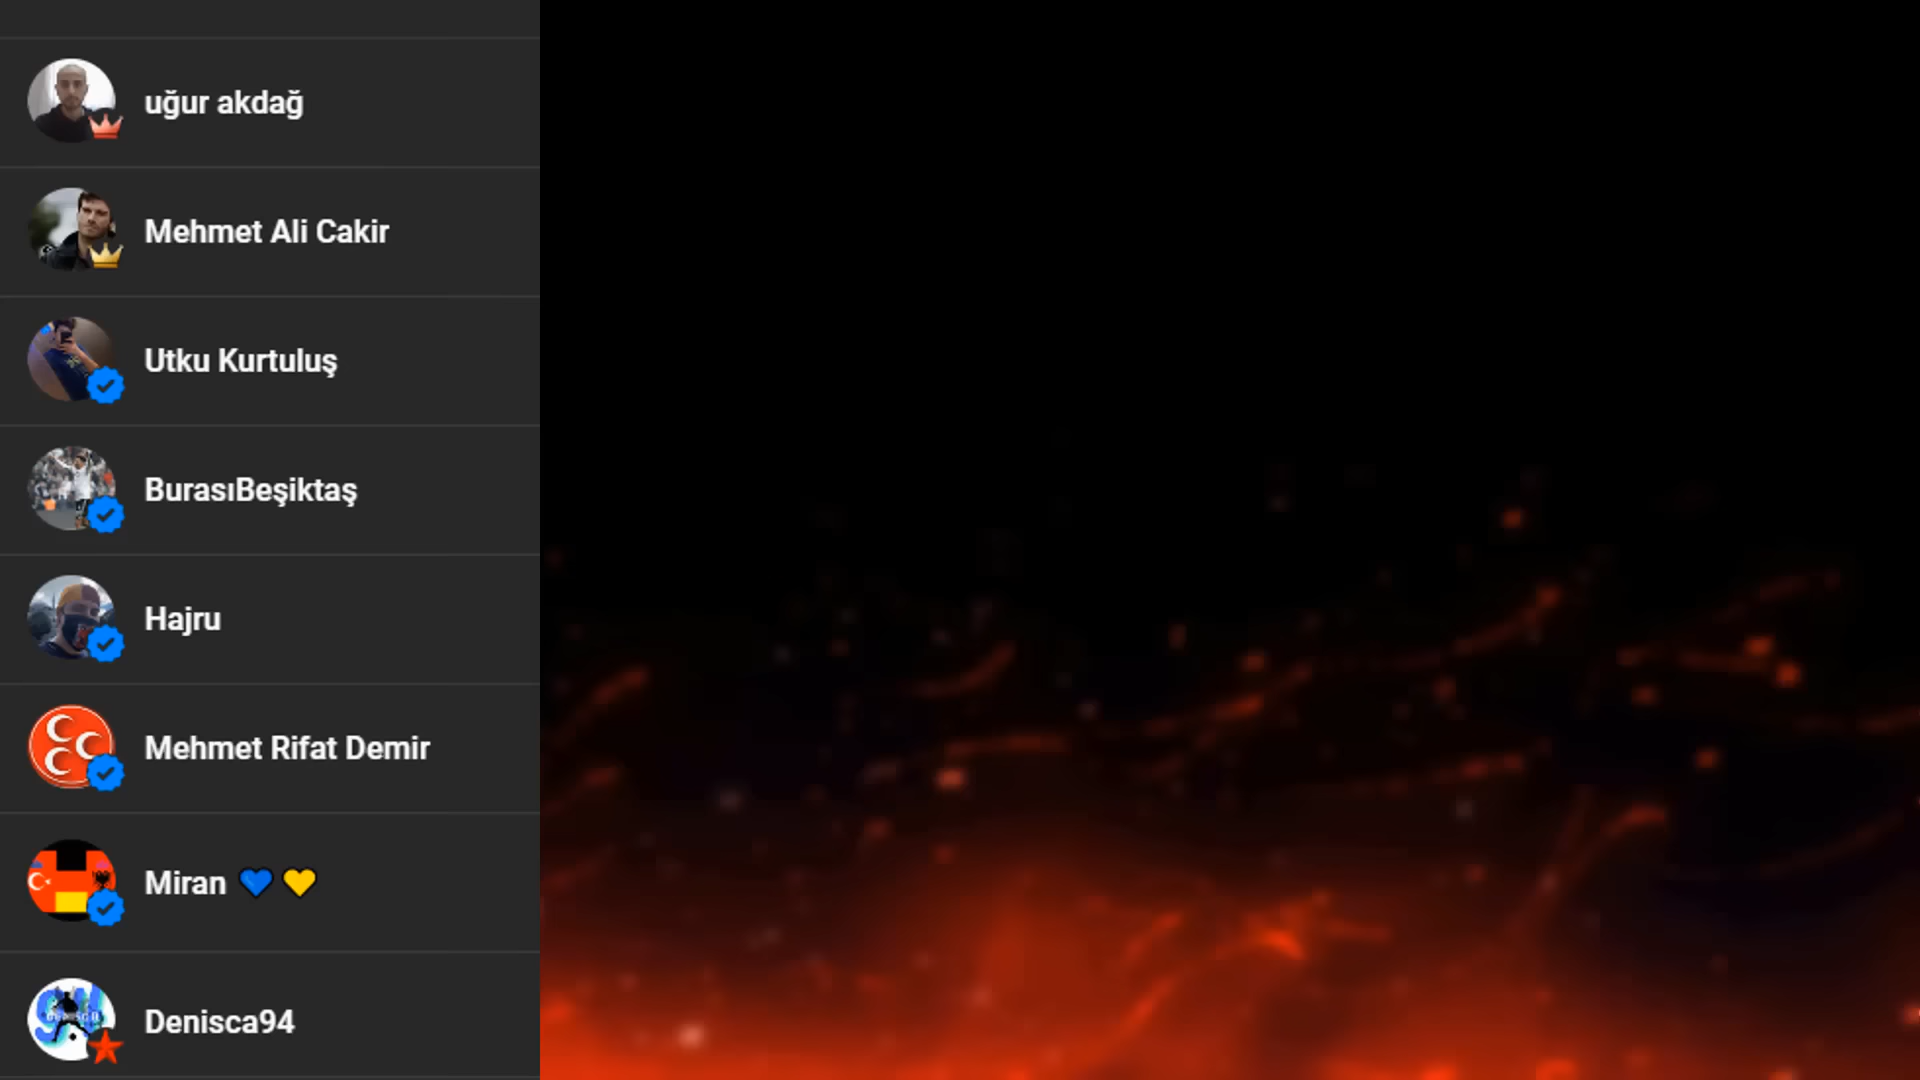 uğur akdağ
Mehmet Ali Cakir
Utku Kurtuluş
BurasıBeşiktaş
Hajru
Mehmet Rifat Demir
Miran 💙 💛
Denisca94